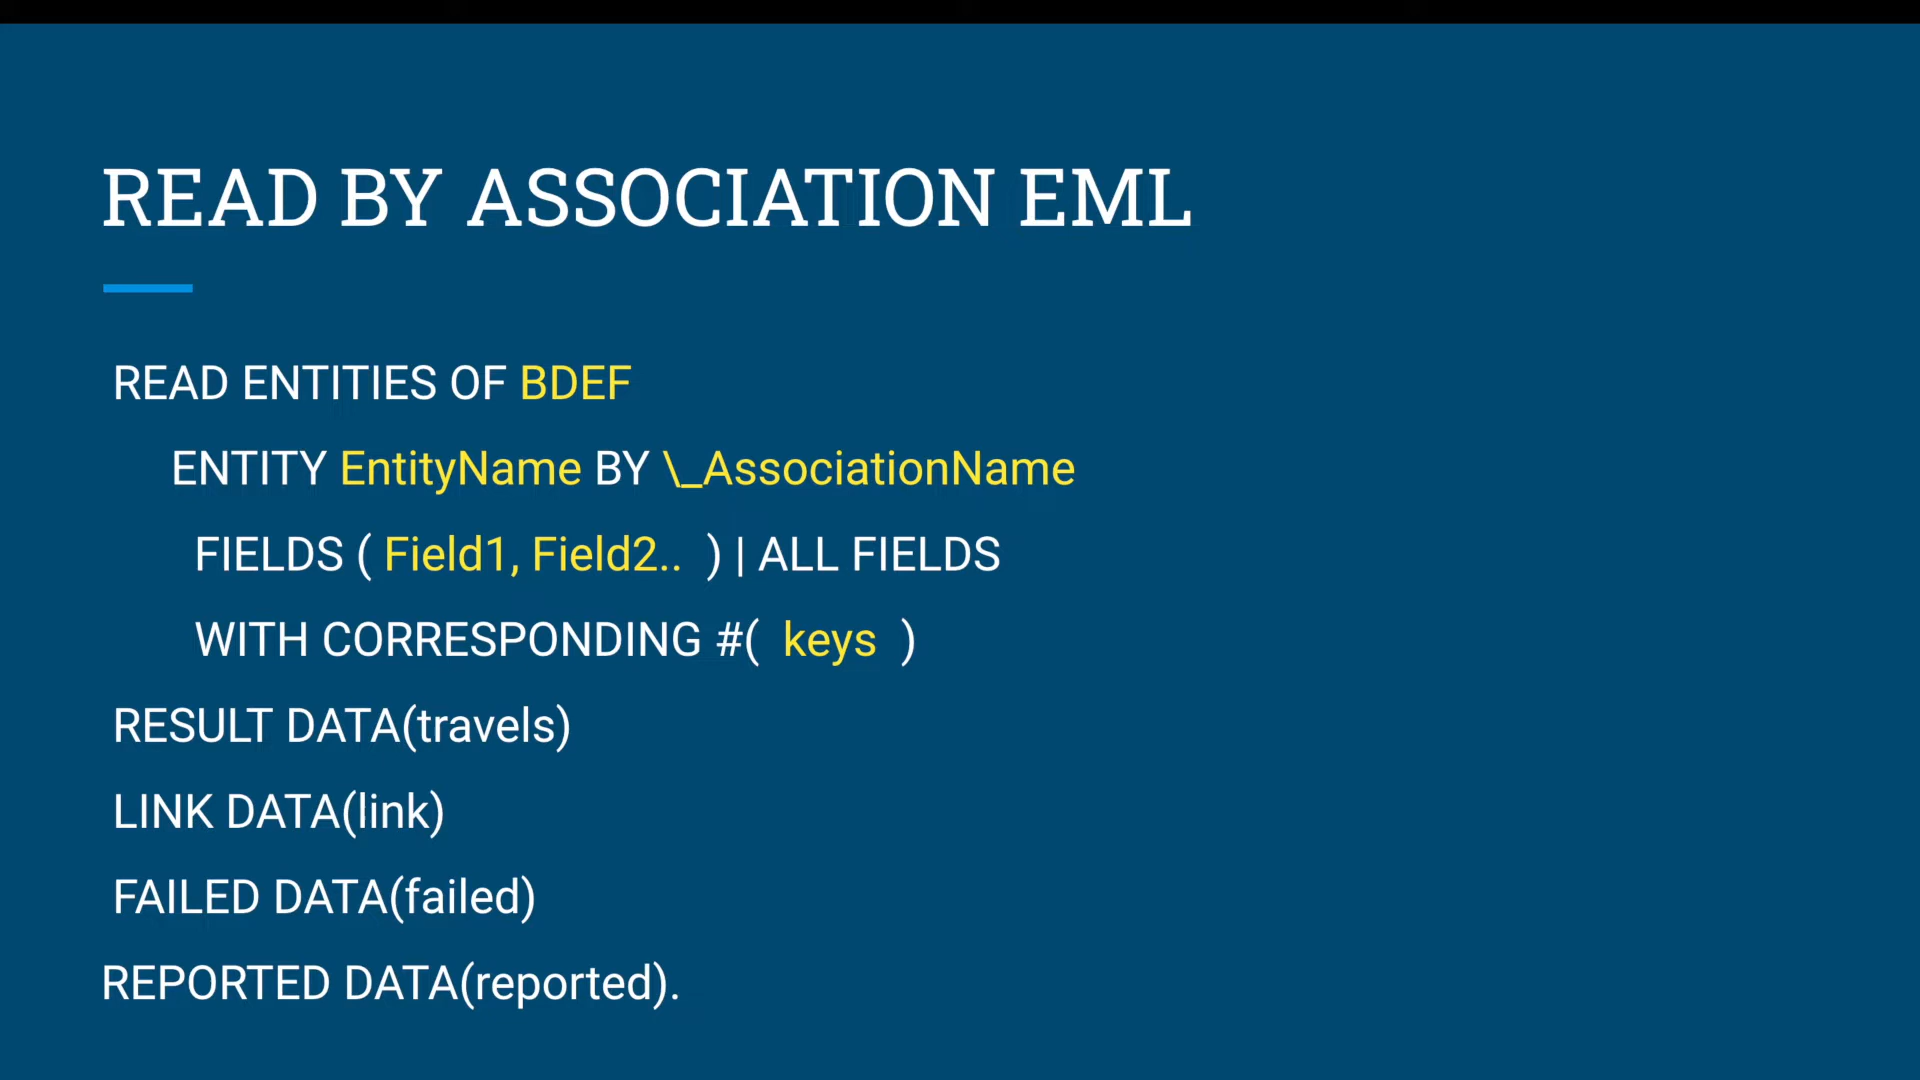 READ BY ASSOCIATION EML
READ ENTITIES OF BDEF
ENTITY EntityName BY \_AssociationName
FIELDS ( Field1, Field2.. ) | ALL FIELDS
WITH CORRESPONDING #( keys )
RESULT DATA(travels)
LINK DATA(link)
FAILED DATA(failed)
REPORTED DATA(reported).